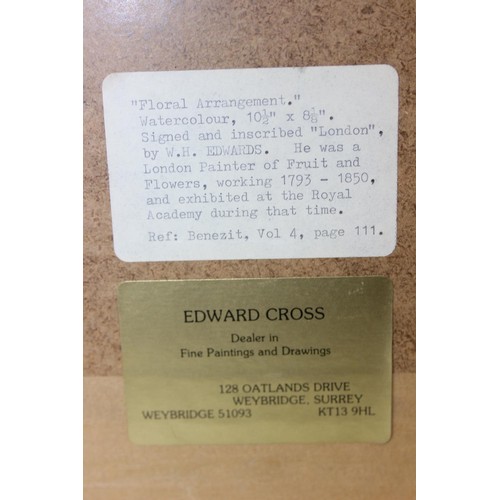 "Floral Arrangement."
Watercolour, 10½" x 8⅛".
Signed and inscribed "London",
by W.H. EDWARDS. He was a
London Painter of Fruit and
Flowers, working 1793 - 1850,
and exhibited at the Royal
Academy during that time.
Ref: Benezit, Vol 4, page 111.
EDWARD CROSS
Dealer in
Fine Paintings and Drawings
128 OATLANDS DRIVE
WEYBRIDGE, SURREY
WEYBRIDGE 51093 KT13 9HL